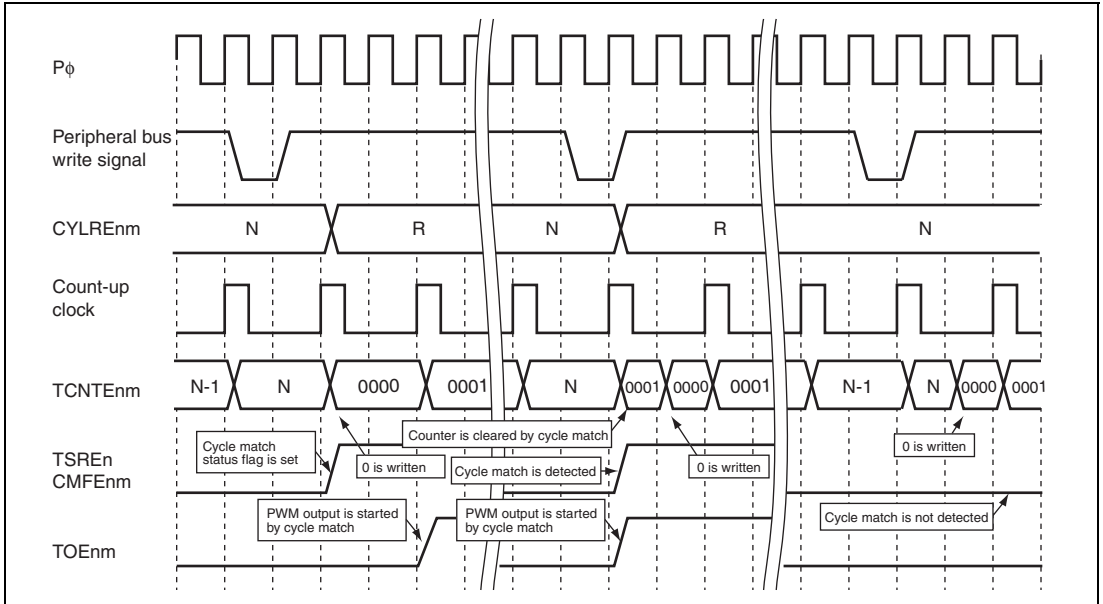 Pφ
Peripheral bus
write signal
CYLREnm
N
R
N
R
N
Count-up
clock
TCNTEnm
N-1
N
0000
0001
N
0001
0000
0001
N-1
N
0000
0001
Counter is cleared by cycle match
0 is written
Cycle match
status flag is set
TSREn
CMFEnm
0 is written
Cycle match is detected
0 is written
PWM output is started
by cycle match
PWM output is started
by cycle match
Cycle match is not detected
TOEnm